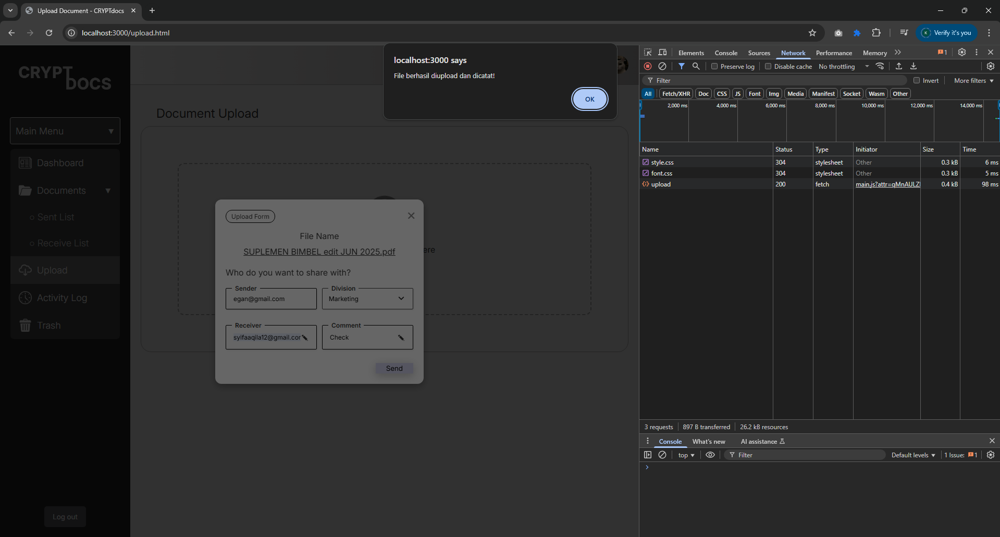 Upload Document - CRYPTdocs
localhost:3000/upload.html
K Verify it's you
CRYPT
DOCS
Main Menu
Dashboard
Documents
Sent List
Receive List
Upload
Activity Log
Trash
Log out
localhost:3000 says
File berhasil diupload dan dicatat!
OK
Document Upload
ere
Upload Form
File Name
SUPLEMEN BIMBEL edit JUN 2025.pdf
Who do you want to share with?
Sender Division
egan@gmail.com Marketing
Receiver Comment
syifaaqila12@gmail.cor Check
Send
Elements Console Sources Network Performance Memory 1
Preserve log Disable cache No throttling
Filter Invert More filters
All Fetch/XHR Doc CSS JS Font Img Media Manifest Socket Wasm Other
2,000 ms 4,000 ms 6,000 ms 8,000 ms 10,000 ms 12,000 ms 14,000 ms
Name Status Type Initiator Size Time
style.css 304 stylesheet Other 0.3 kB 6 ms
font.css 304 stylesheet Other 0.3 kB 5 ms
upload 200 fetch main.js?attr=qMnAULZI 0.4 kB 98 ms
3 requests 897 B transferred 26.2 kB resources
Console What's new AI assistance
top Filter Default levels 1 Issue: 1